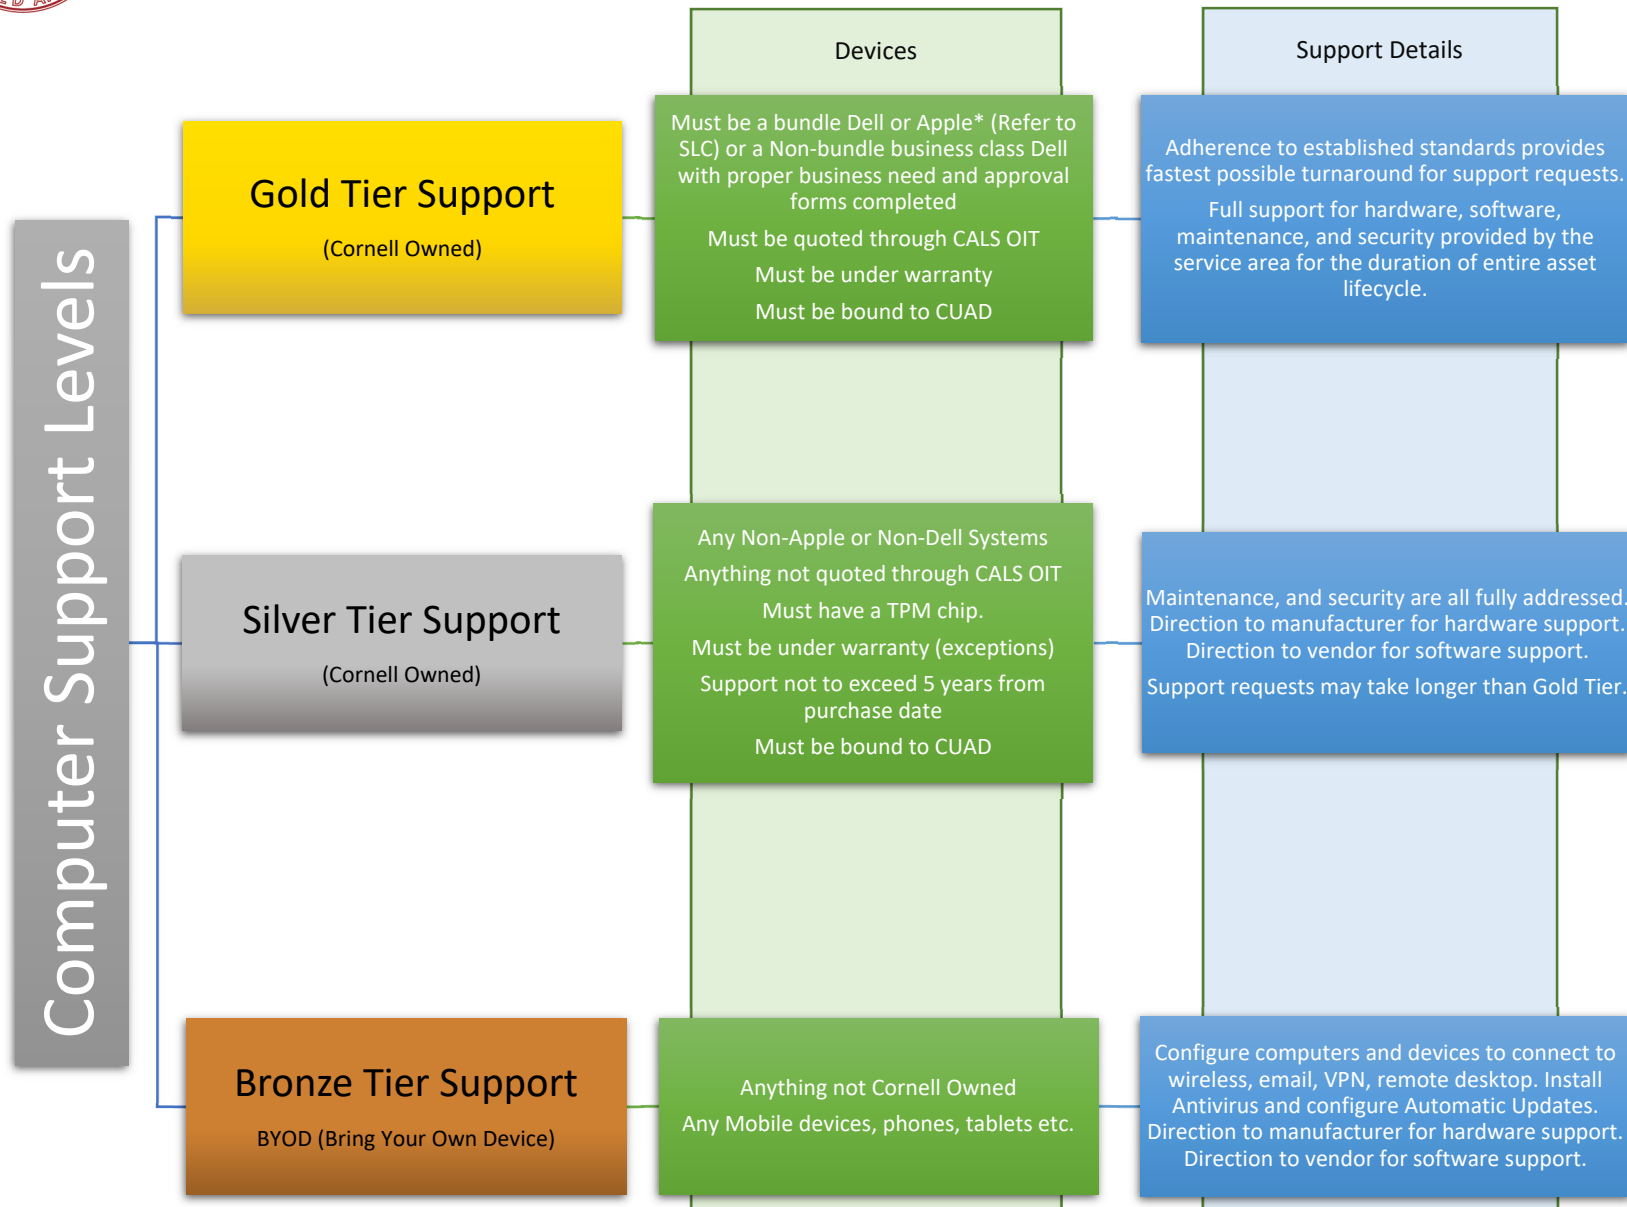 Devices
Support Details
Computer Support Levels
Gold Tier Support
(Cornell Owned)
Must be a bundle Dell or Apple* (Refer to
SLC) or a Non-bundle business class Dell
with proper business need and approval
forms completed
Must be quoted through CALS OIT
Must be under warranty
Must be bound to CUAD
Adherence to established standards provides
fastest possible turnaround for support requests.
Full support for hardware, software,
maintenance, and security provided by the
service area for the duration of entire asset
lifecycle.
Silver Tier Support
(Cornell Owned)
Any Non-Apple or Non-Dell Systems
Anything not quoted through CALS OIT
Must have a TPM chip.
Must be under warranty (exceptions)
Support not to exceed 5 years from
purchase date
Must be bound to CUAD
Maintenance, and security are all fully addressed.
Direction to manufacturer for hardware support.
Direction to vendor for software support.
Support requests may take longer than Gold Tier.
Bronze Tier Support
BYOD (Bring Your Own Device)
Anything not Cornell Owned
Any Mobile devices, phones, tablets etc.
Configure computers and devices to connect to
wireless, email, VPN, remote desktop. Install
Antivirus and configure Automatic Updates.
Direction to manufacturer for hardware support.
Direction to vendor for software support.